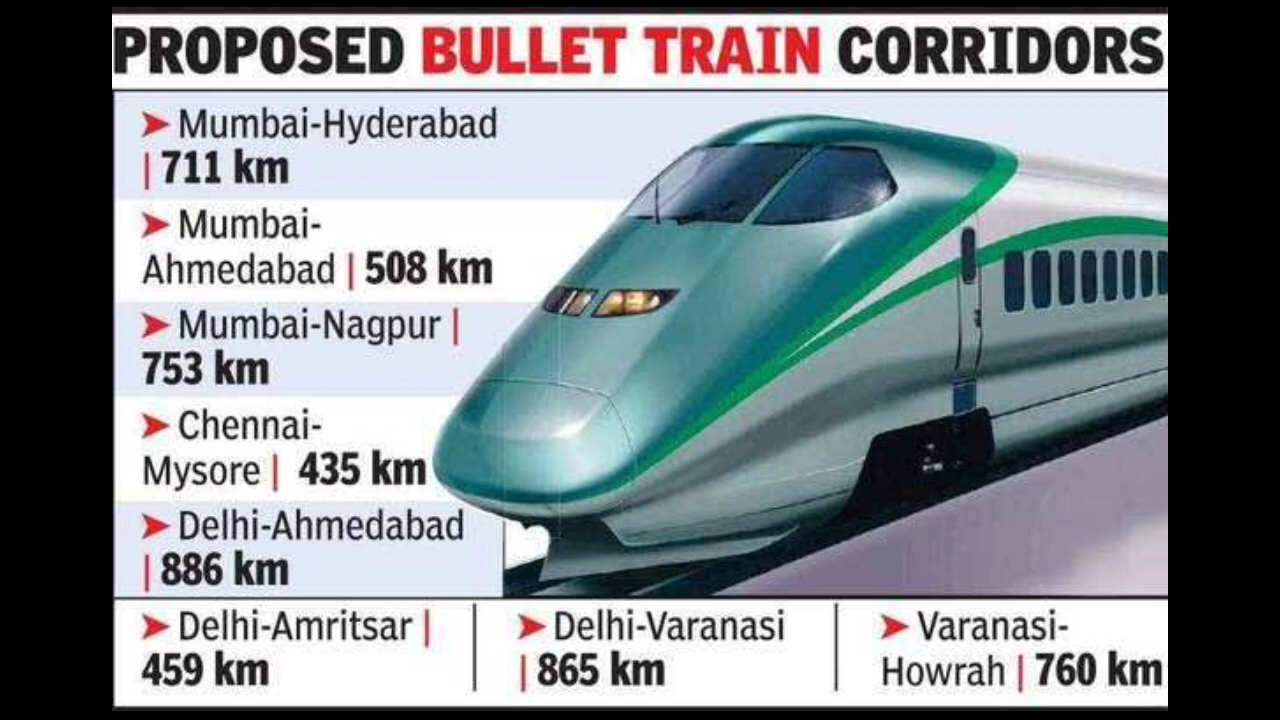 PROPOSED BULLET TRAIN CORRIDORS
➤ Mumbai-Hyderabad
| 711 km
➤ Mumbai-
Ahmedabad | 508 km
➤ Mumbai-Nagpur |
753 km
➤ Chennai-
Mysore | 435 km
➤ Delhi-Ahmedabad
| 886 km
➤ Delhi-Amritsar |
459 km
➤ Delhi-Varanasi
| 865 km
➤ Varanasi-
Howrah | 760 km